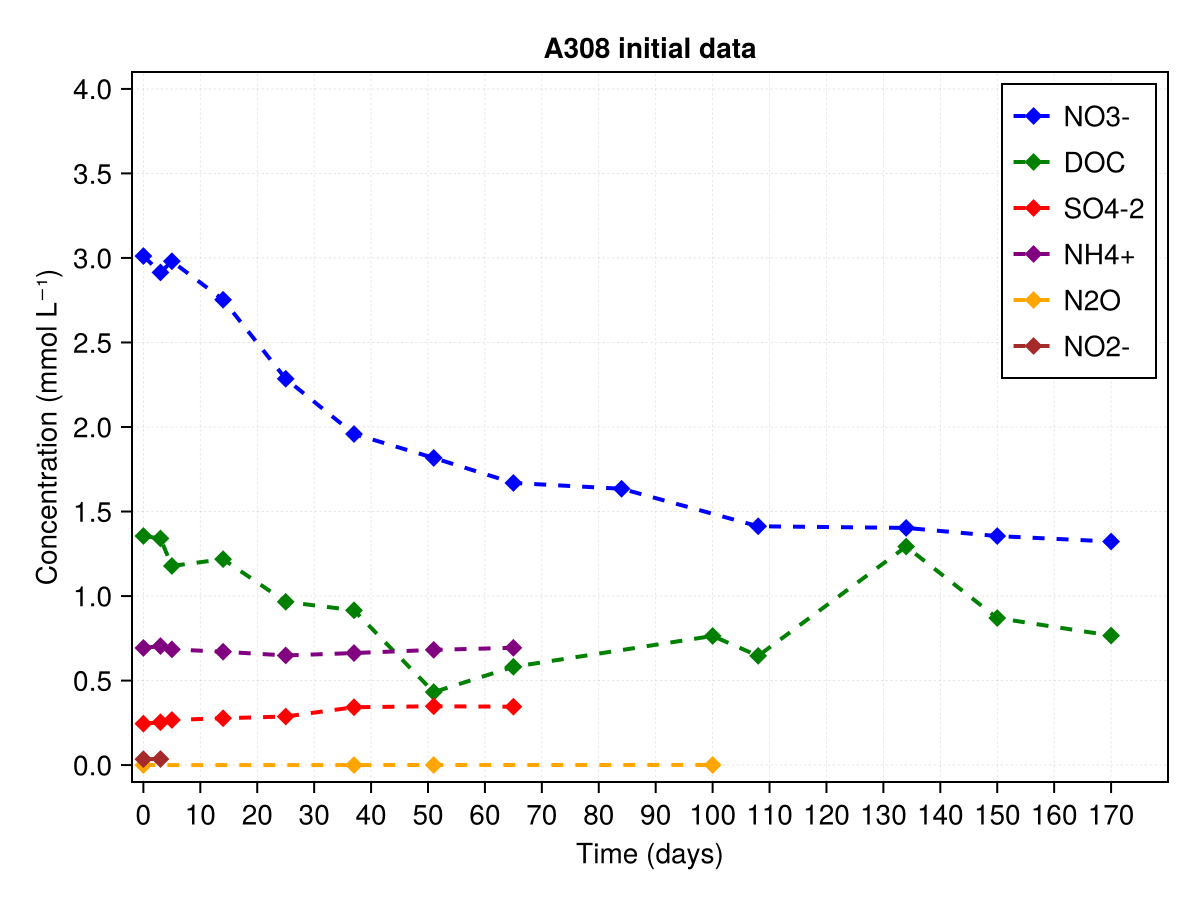 A308 initial data
4.0
3.5
3.0
2.5
2.0
1.5
1.0
0.5
0.0
Concentration (mmol L⁻¹)
NO3-
DOC
SO4-2
NH4+
N2O
NO2-
0 10 20 30 40 50 60 70 80 90 100 110 120 130 140 150 160 170
Time (days)